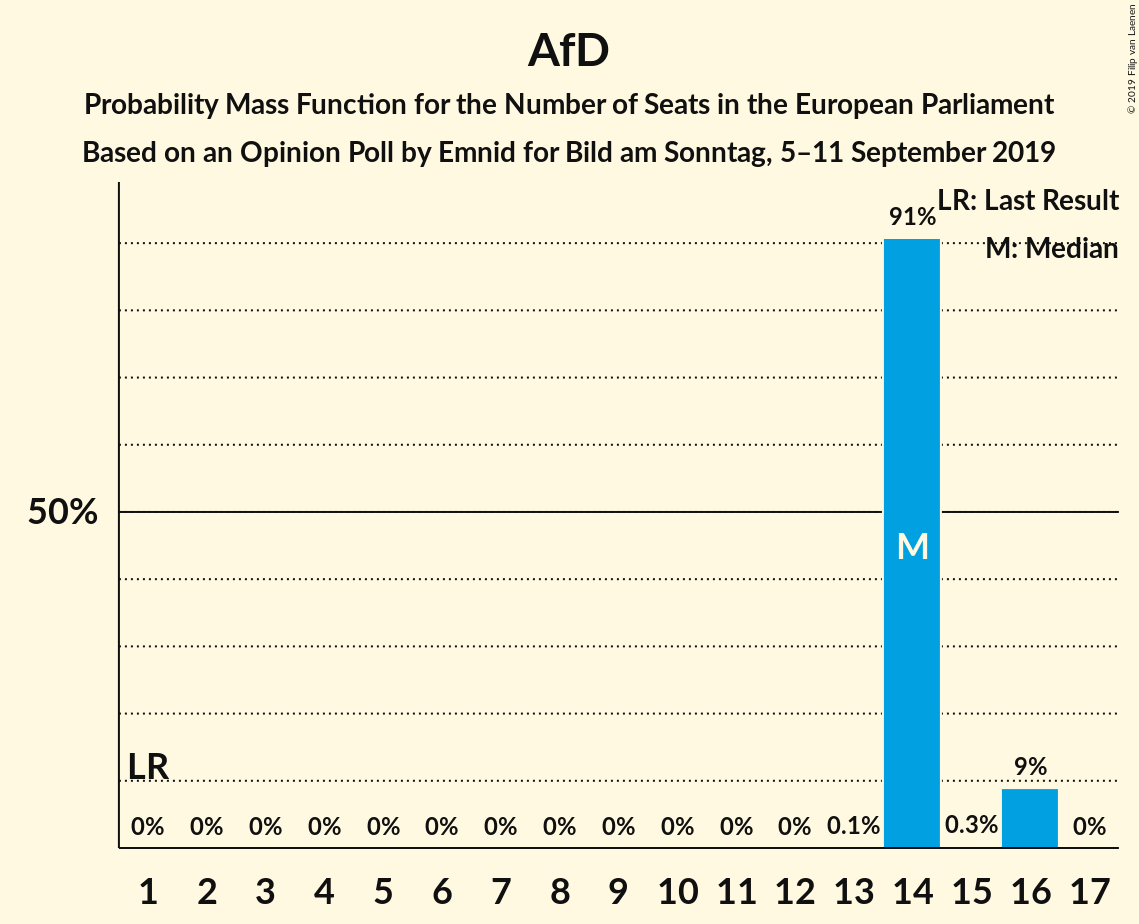 AfD
Probability Mass Function for the Number of Seats in the European Parliament
Based on an Opinion Poll by Emnid for Bild am Sonntag, 5–11 September 2019
© 2019 Filip van Laenen
LR: Last Result
M: Median
91%
50%
M
LR
9%
0% 0% 0% 0% 0% 0% 0% 0% 0% 0% 0% 0% 0.1% 0.3% 0%
1 2 3 4 5 6 7 8 9 10 11 12 13 14 15 16 17